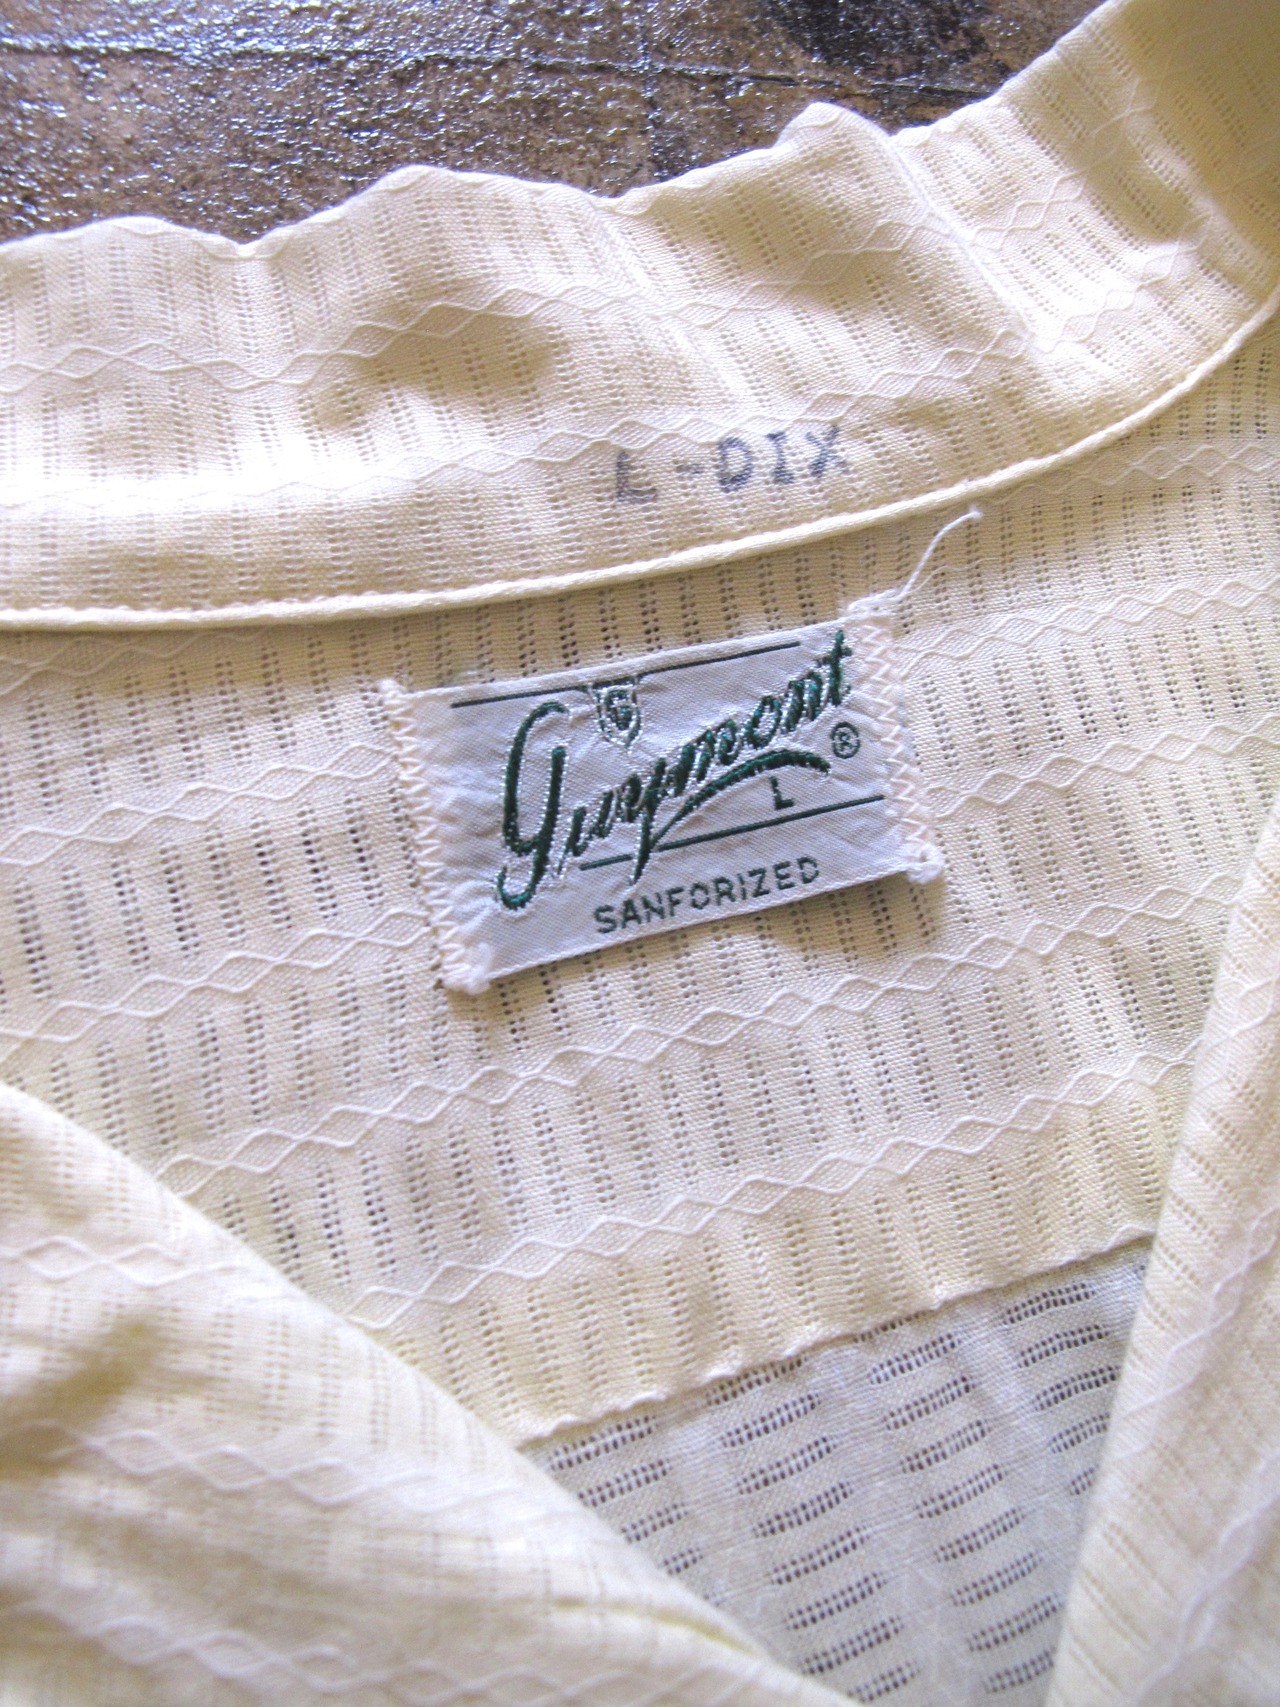 L-DIX
G
Guymont ®
L
SANFORIZED